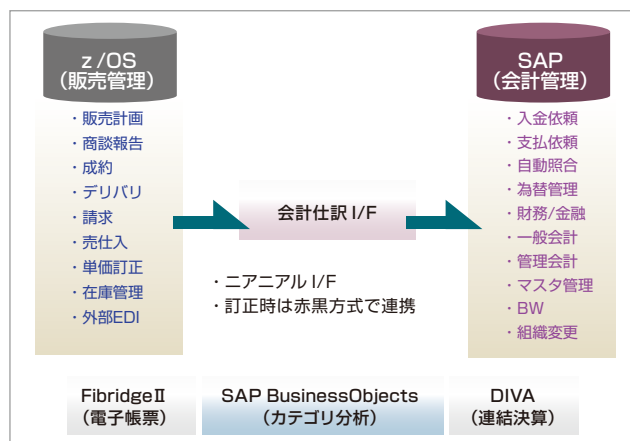 z/OS
(販売管理)
・販売計画
・商談報告
・成約
・デリバリ
・請求
・売仕入
・単価訂正
・在庫管理
・外部EDI
会計仕訳 I/F
・ニアニアル I/F
・訂正時は赤黒方式で連携
SAP
(会計管理)
・入金依頼
・支払依頼
・自動照合
・為替管理
・財務/金融
・一般会計
・管理会計
・マスタ管理
・BW
・組織変更
FibridgeⅡ
(電子帳票)
SAP BusinessObjects
(カテゴリ分析)
DIVA
(連結決算)